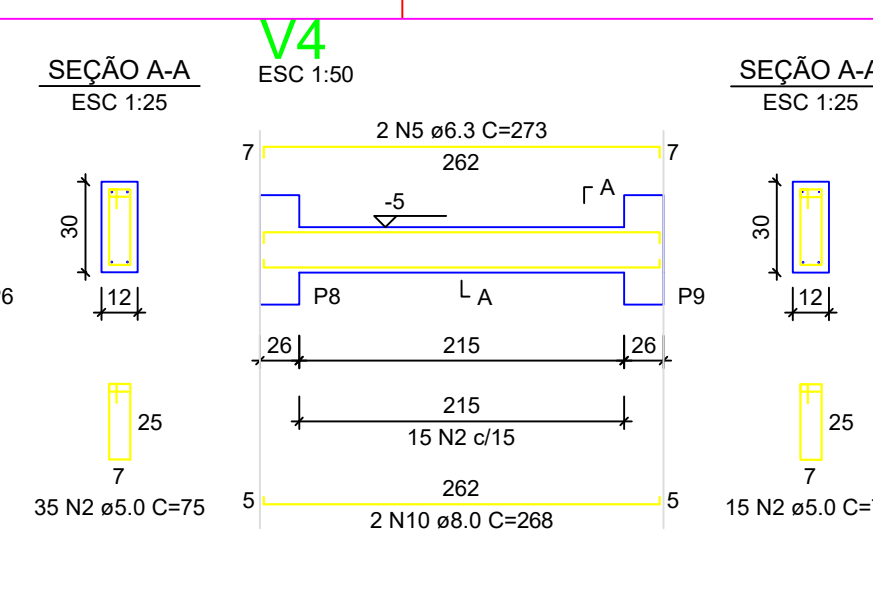 V4
ESC 1:50
SEÇÃO A-A
ESC 1:25
30
12
25
7
35 N2 ø5.0 C=75
2 N5 ø6.3 C=273
7
262
7
-5
A
A
P8
P9
26
215
26
215
15 N2 c/15
262
5
5
2 N10 ø8.0 C=268
SEÇÃO A-A
ESC 1:25
30
12
25
7
15 N2 ø5.0